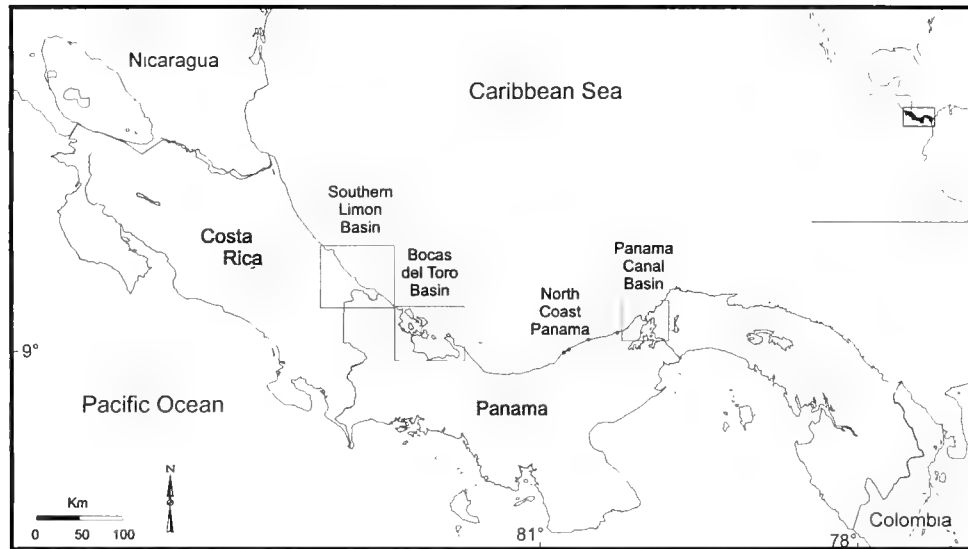 Nicaragua
Caribbean Sea
Southern
Limon
Basin
Costa
Rica
Bocas
del Toro
Basin
Panama
Canal
Basin
North
Coast
Panama
9°
Pacific Ocean
Panama
N
Km
0 50 100
Colombia
81°
78°